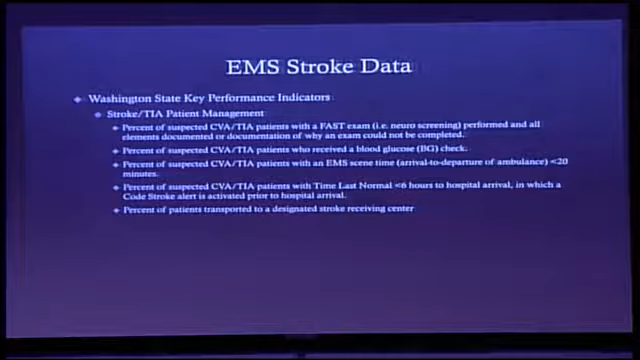 EMS Stroke Data
Washington State Key Performance Indicators
Stroke/TIA Patient Management
Percent of suspected CVA/TIA patients with a FAST exam (i.e. neuro screening) performed and all
elements documented or documentation of why an exam could not be completed.
Percent of suspected CVA/TIA patients who received a blood glucose (BG) check.
Percent of suspected CVA/TIA patients with an EMS scene time (arrival-to-departure of ambulance) <20
minutes.
Percent of suspected CVA/TIA patients with Time Last Normal <6 hours to hospital arrival, in which a
Code Stroke alert is activated prior to hospital arrival.
Percent of patients transported to a designated stroke receiving center